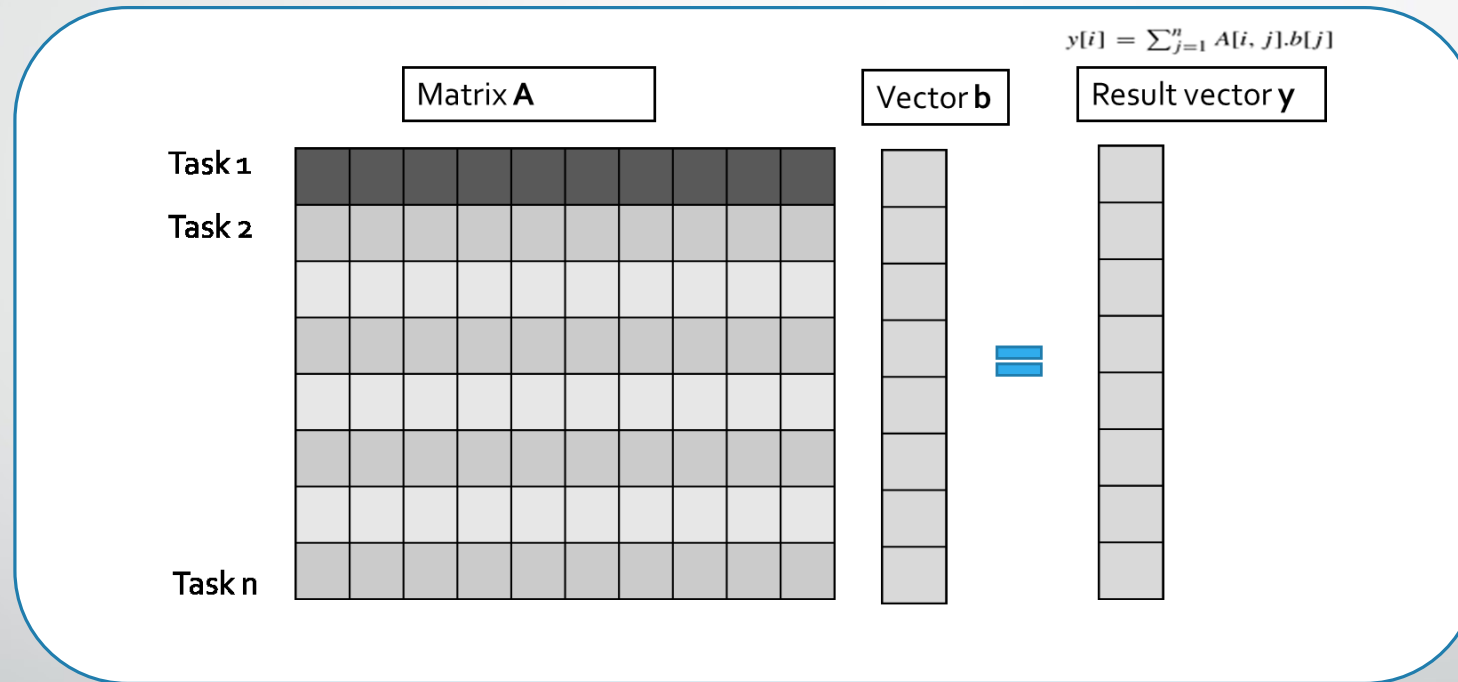 y[i] = ∑ⁿⱼ₌₁ A[i, j].b[j]
Matrix A
Vector b
Result vector y
Task 1
Task 2
Task n